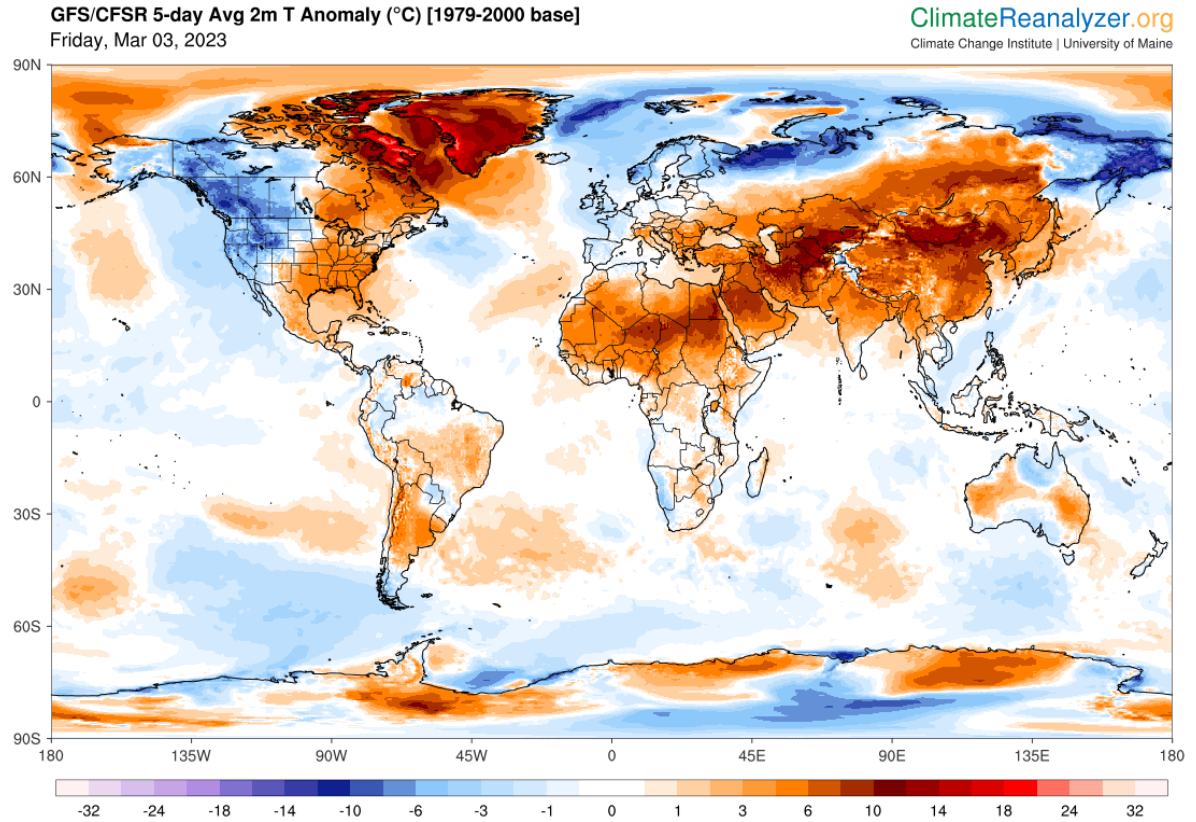 GFS/CFSR 5-day Avg 2m T Anomaly (°C) [1979-2000 base]
Friday, Mar 03, 2023
ClimateReanalyzer.org
Climate Change Institute | University of Maine
90N
60N
30N
0
30S
60S
90S
180 135W 90W 45W 0 45E 90E 135E 180
-32 -24 -18 -14 -10 -6 -3 -1 0 1 3 6 10 14 18 24 32